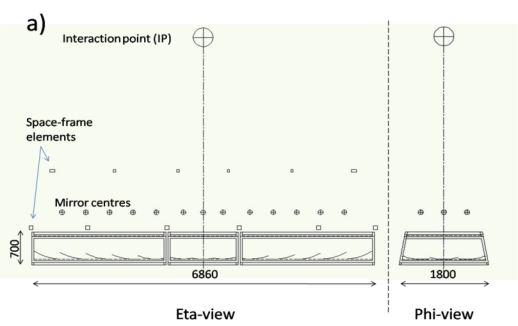 a)
Interaction point (IP)
Space-frame
elements
Mirror centres
700
6860
1800
Eta-view
Phi-view